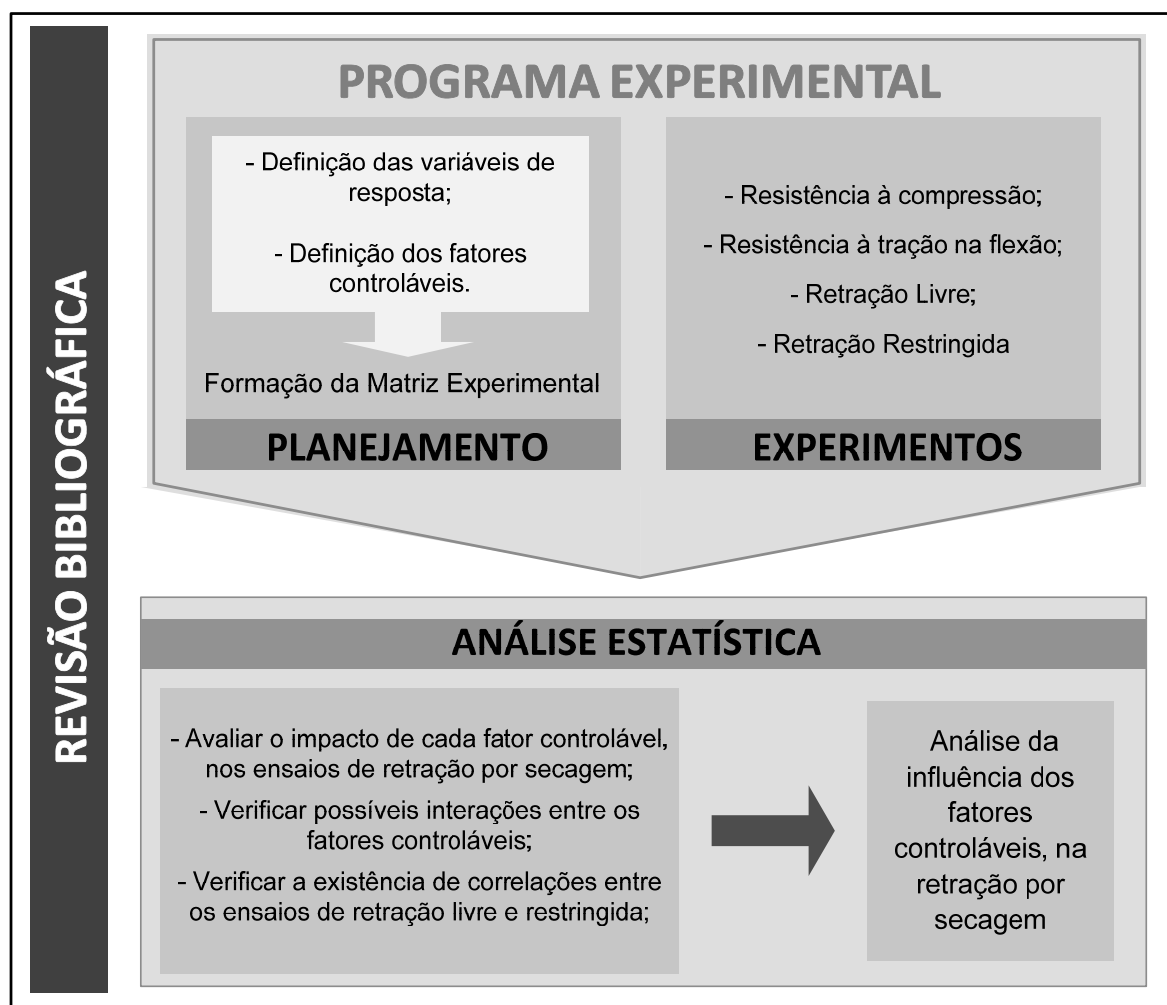 REVISÃO BIBLIOGRÁFICA
PROGRAMA EXPERIMENTAL
- Definição das variáveis de
resposta;
- Definição dos fatores
controláveis.
Formação da Matriz Experimental
PLANEJAMENTO
- Resistência à compressão;
- Resistência à tração na flexão;
- Retração Livre;
- Retração Restringida
EXPERIMENTOS
ANÁLISE ESTATÍSTICA
- Avaliar o impacto de cada fator controlável,
nos ensaios de retração por secagem;
- Verificar possíveis interações entre os
fatores controláveis;
- Verificar a existência de correlações entre
os ensaios de retração livre e restringida;
Análise da
influência dos
fatores
controláveis, na
retração por
secagem